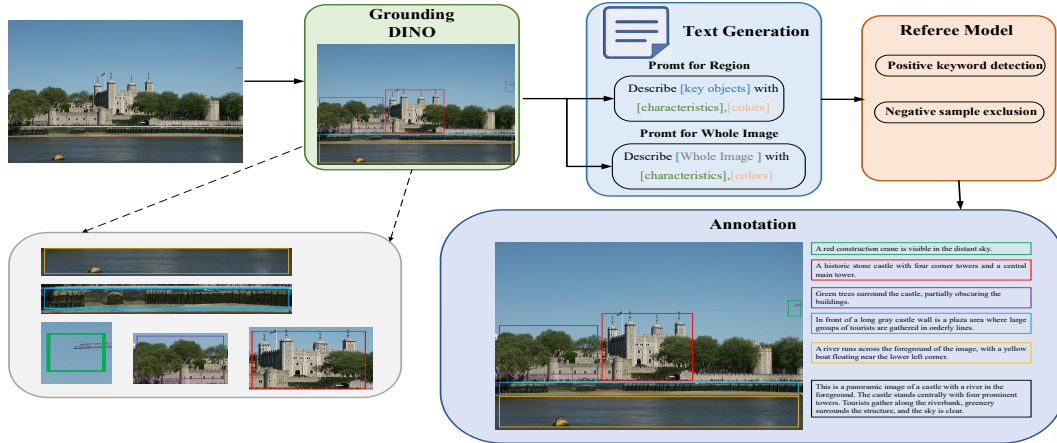 Grounding
DINO
Text Generation
Promt for Region
Describe [key objects] with
[characteristics],[colors]
Promt for Whole Image
Describe [Whole Image ] with
[characteristics],[colors]
Referee Model
Positive keyword detection
Negative sample exclusion
Annotation
A red construction crane is visible in the distant sky.
A historic stone castle with four corner towers and a central
main tower.
Green trees surround the castle, partially obscuring the
buildings.
In front of a long gray castle wall is a plaza area where large
groups of tourists are gathered in orderly lines.
A river runs across the foreground of the image, with a yellow
boat floating near the lower left corner.
This is a panoramic image of a castle with a river in the
foreground. The castle stands centrally with four prominent
towers. Tourists gather along the riverbank, greenery
surrounds the structure, and the sky is clear.